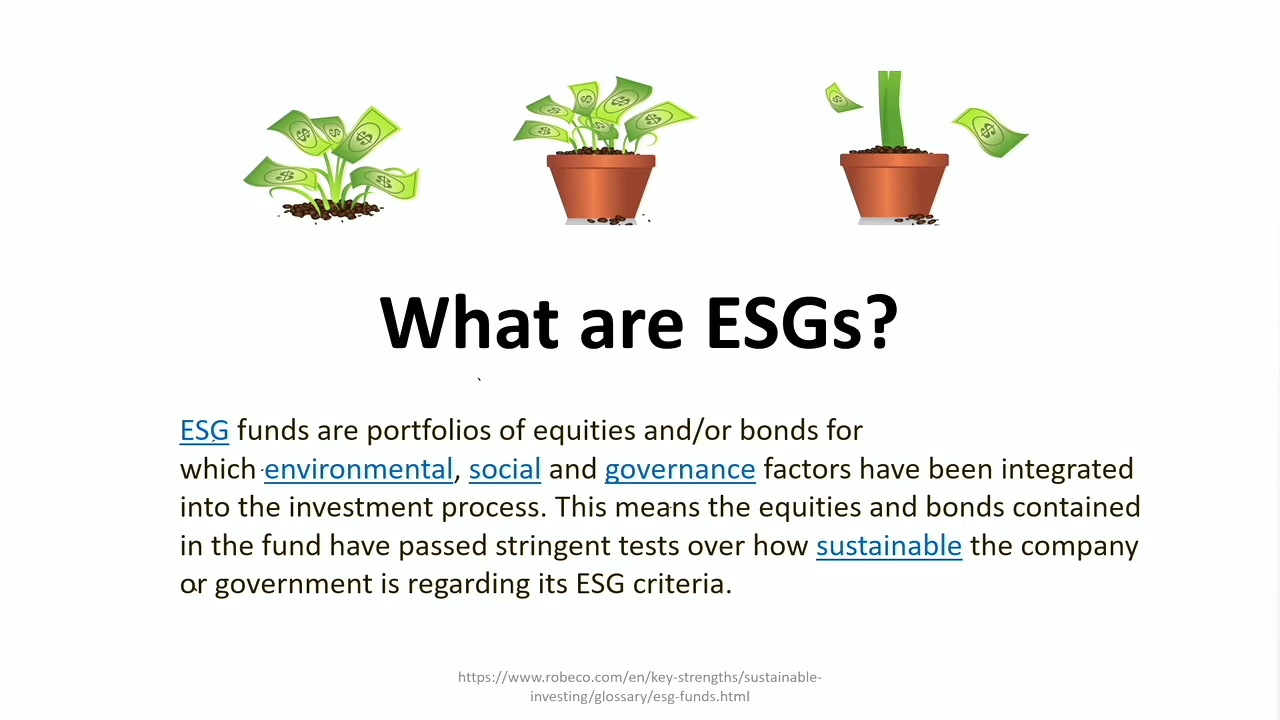 What are ESGs?
ESG funds are portfolios of equities and/or bonds for
which environmental, social and governance factors have been integrated
into the investment process. This means the equities and bonds contained
in the fund have passed stringent tests over how sustainable the company
or government is regarding its ESG criteria.
https://www.robeco.com/en/key-strengths/sustainable-
investing/glossary/esg-funds.html